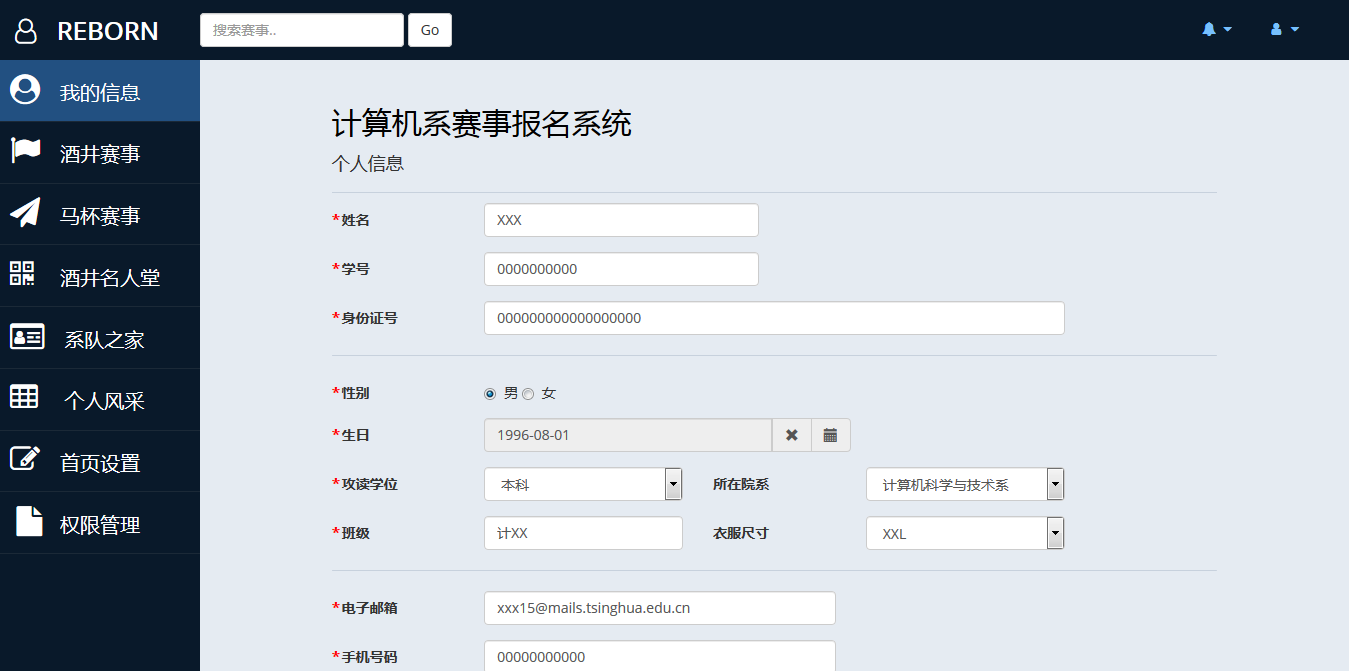 REBORN
搜索赛事..
Go
我的信息
酒井赛事
马杯赛事
酒井名人堂
系队之家
个人风采
首页设置
权限管理
计算机系赛事报名系统
个人信息
*姓名 XXX
*学号 0000000000
*身份证号 000000000000000000
*性别 男 女
*生日 1996-08-01
*攻读学位 本科 所在院系 计算机科学与技术系
*班级 计XX 衣服尺寸 XXL
*电子邮箱 xxx15@mails.tsinghua.edu.cn
*手机号码 00000000000